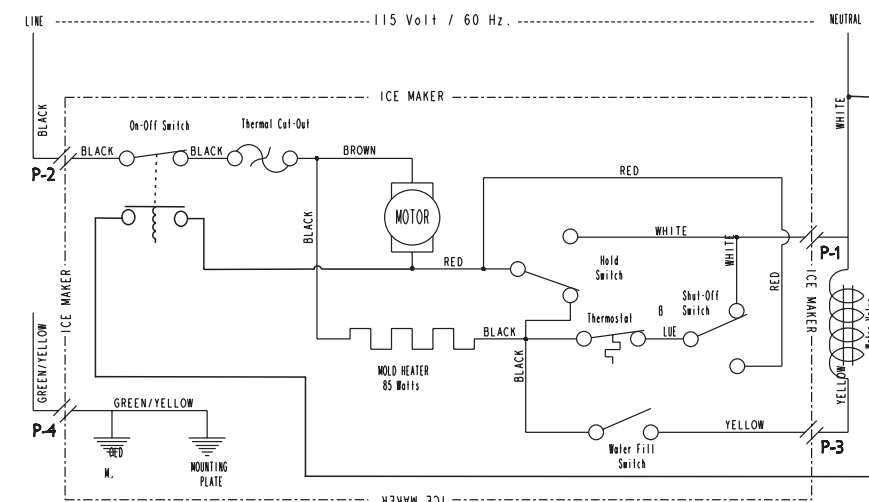 LINE 115 Volt / 60 Hz. NEUTRAL
ICE MAKER
BLACK
WHITE
On-Off Switch
Thermal Cut-Out
BLACK
BLACK
BROWN
P-2
RED
MOTOR
BLACK
WHITE
WHITE
P-1
RED
Hold
Switch
RED
ICE MAKER
ICE MAKER
Shut-Off
Switch
Thermostat
B
LUE
BLACK
MOLD HEATER
85 Watts
BLACK
GREEN/YELLOW
YELLOW
GREEN/YELLOW
P-4
YELLOW
P-3
Water Fill
Switch
OLD
M,
MOUNTING
PLATE
ICE MAKER